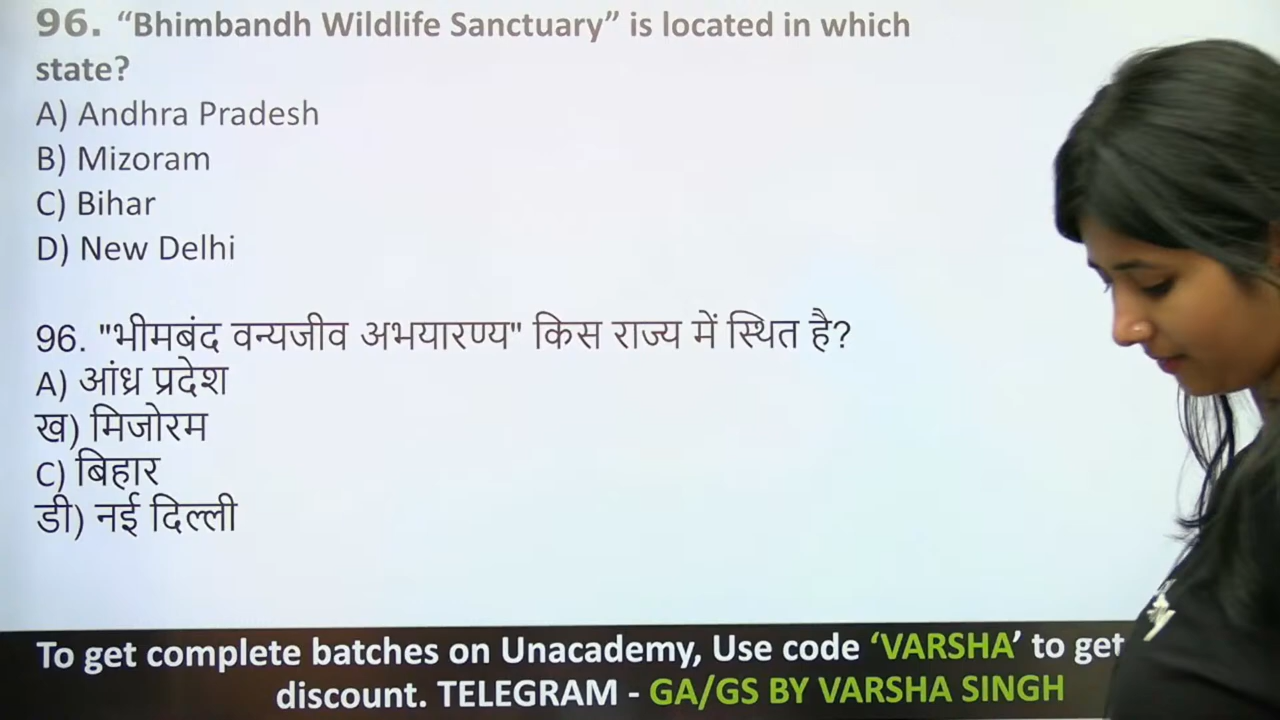 96. “Bhimbandh Wildlife Sanctuary” is located in which
state?
A) Andhra Pradesh
B) Mizoram
C) Bihar
D) New Delhi
96. "भीमबंद वन्यजीव अभयारण्य" किस राज्य में स्थित है?
A) आंध्र प्रदेश
ख) मिजोरम
C) बिहार
डी) नई दिल्ली
To get complete batches on Unacademy, Use code ‘VARSHA’ to get
discount. TELEGRAM - GA/GS BY VARSHA SINGH